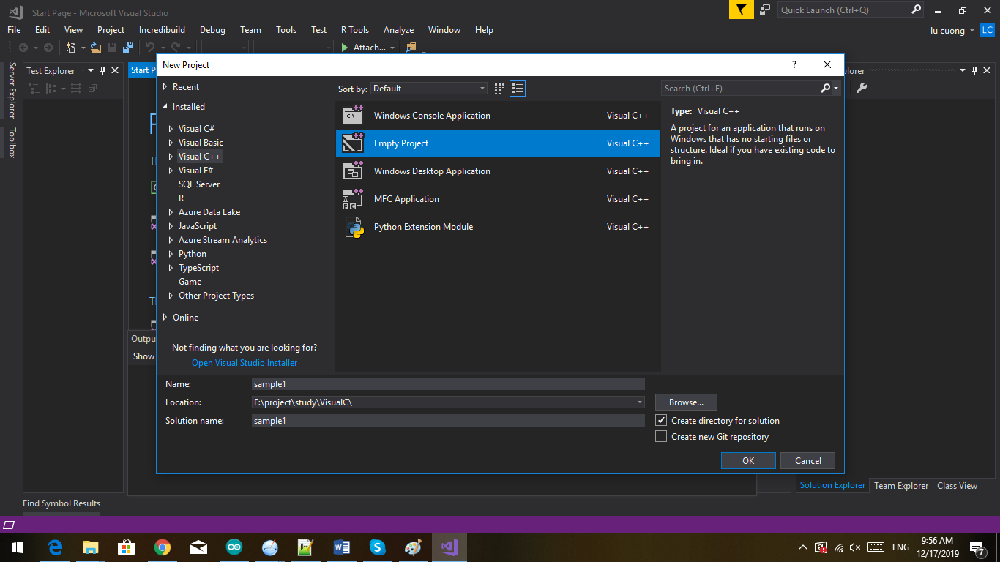 Start Page - Microsoft Visual Studio
Quick Launch (Ctrl+Q)
File Edit View Project Incredibuild Debug Team Tools Test R Tools Analyze Window Help
lu cuong LC
Attach...
Server Explorer
Toolbox
Test Explorer
Start P
plorer
New Project ?
Recent
Installed
Visual C#
Visual Basic
Visual C++
Visual F#
SQL Server
R
Azure Data Lake
JavaScript
Azure Stream Analytics
Python
TypeScript
Game
Other Project Types
Online
Not finding what you are looking for?
Open Visual Studio Installer
Sort by: Default
Search (Ctrl+E)
Windows Console Application Visual C++
Empty Project Visual C++
Windows Desktop Application Visual C++
MFC Application Visual C++
Python Extension Module Visual C++
Type: Visual C++
A project for an application that runs on
Windows that has no starting files or
structure. Ideal if you have existing code to
bring in.
Name: sample1
Location: F:\project\study\VisualC\
Browse...
Solution name: sample1
Create directory for solution
Create new Git repository
OK Cancel
Outpu
Show
Solution Explorer Team Explorer Class View
Find Symbol Results
ENG
9:56 AM
12/17/2019
7